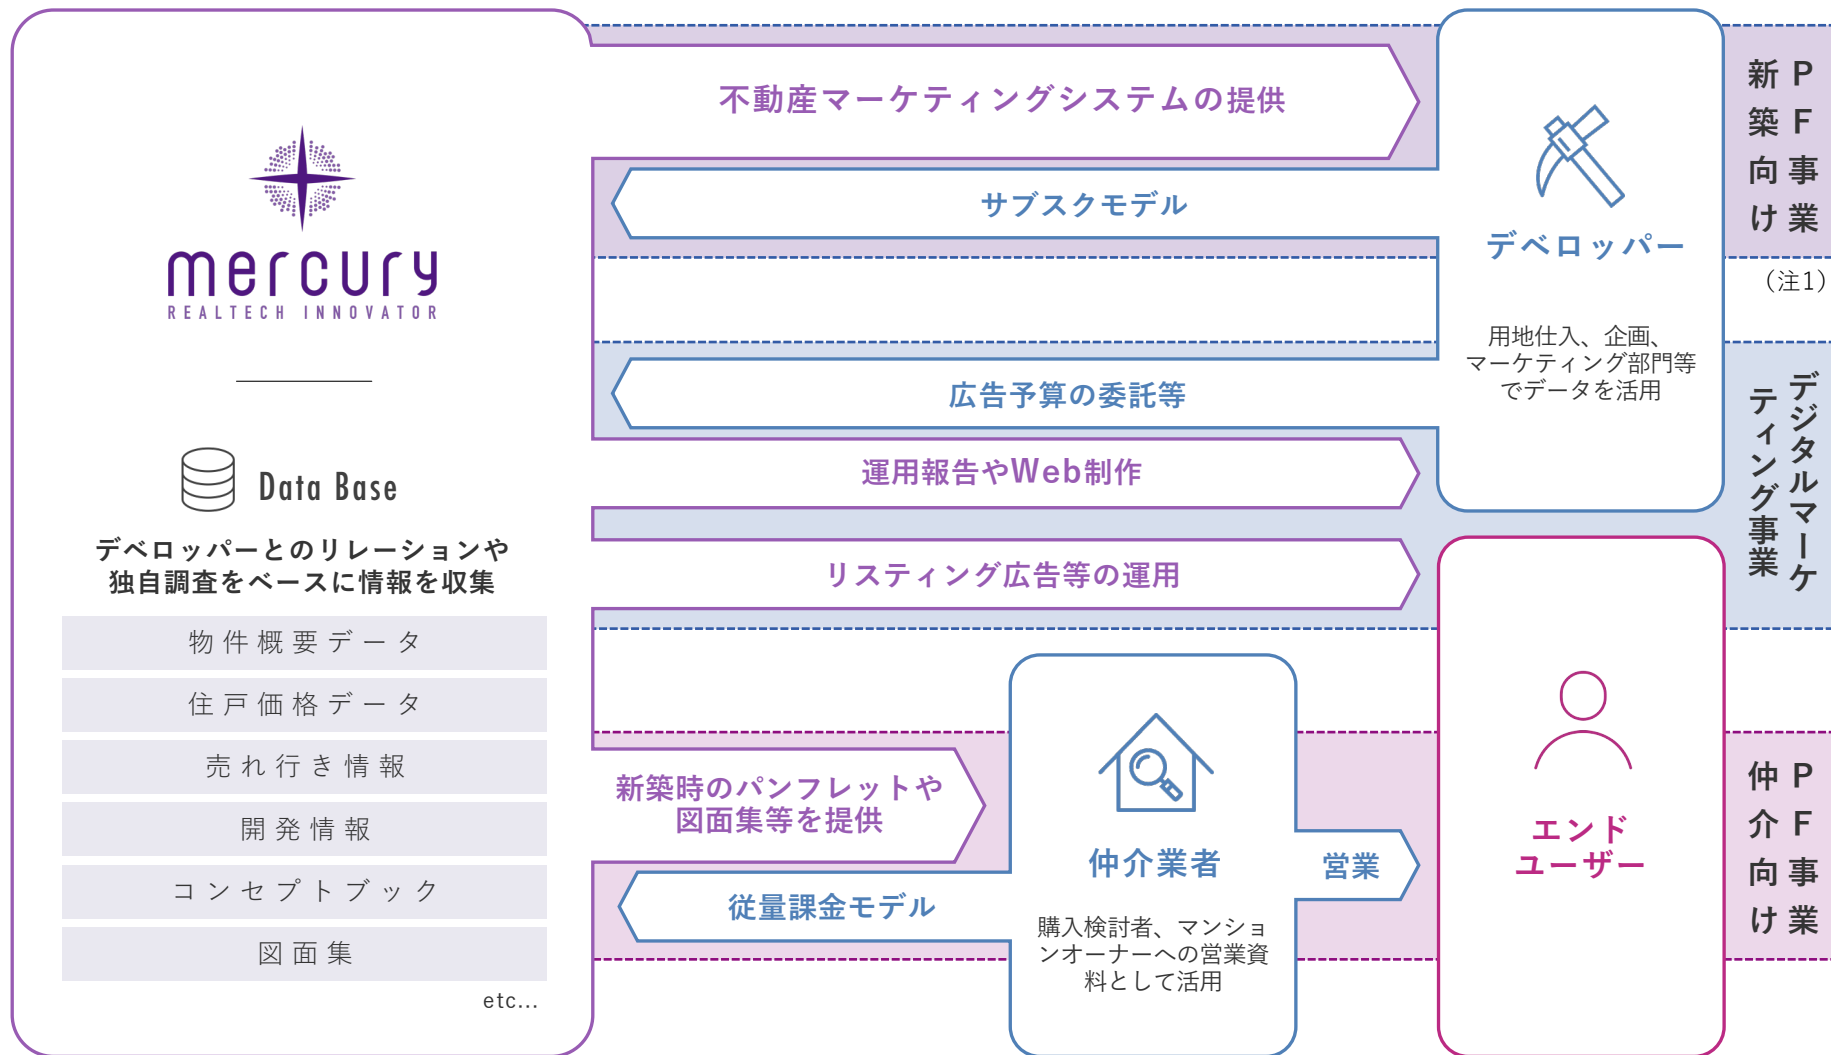 mercury
REALTECH INNOVATOR
Data Base
デベロッパーとのリレーションや
独自調査をベースに情報を収集
物件概要データ
住戸価格データ
売れ行き情報
開発情報
コンセプトブック
図面集
etc...
不動産マーケティングシステムの提供
サブスクモデル
広告予算の委託等
運用報告やWeb制作
リスティング広告等の運用
新築時のパンフレットや
図面集等を提供
従量課金モデル
デベロッパー
用地仕入、企画、
マーケティング部門等
でデータを活用
仲介業者
購入検討者、マンショ
ンオーナーへの営業資
料として活用
営業
エンド
ユーザー
PF事業
新築向け
（注1）
デジタルマーケ
ティング事業
PF事業
仲介向け